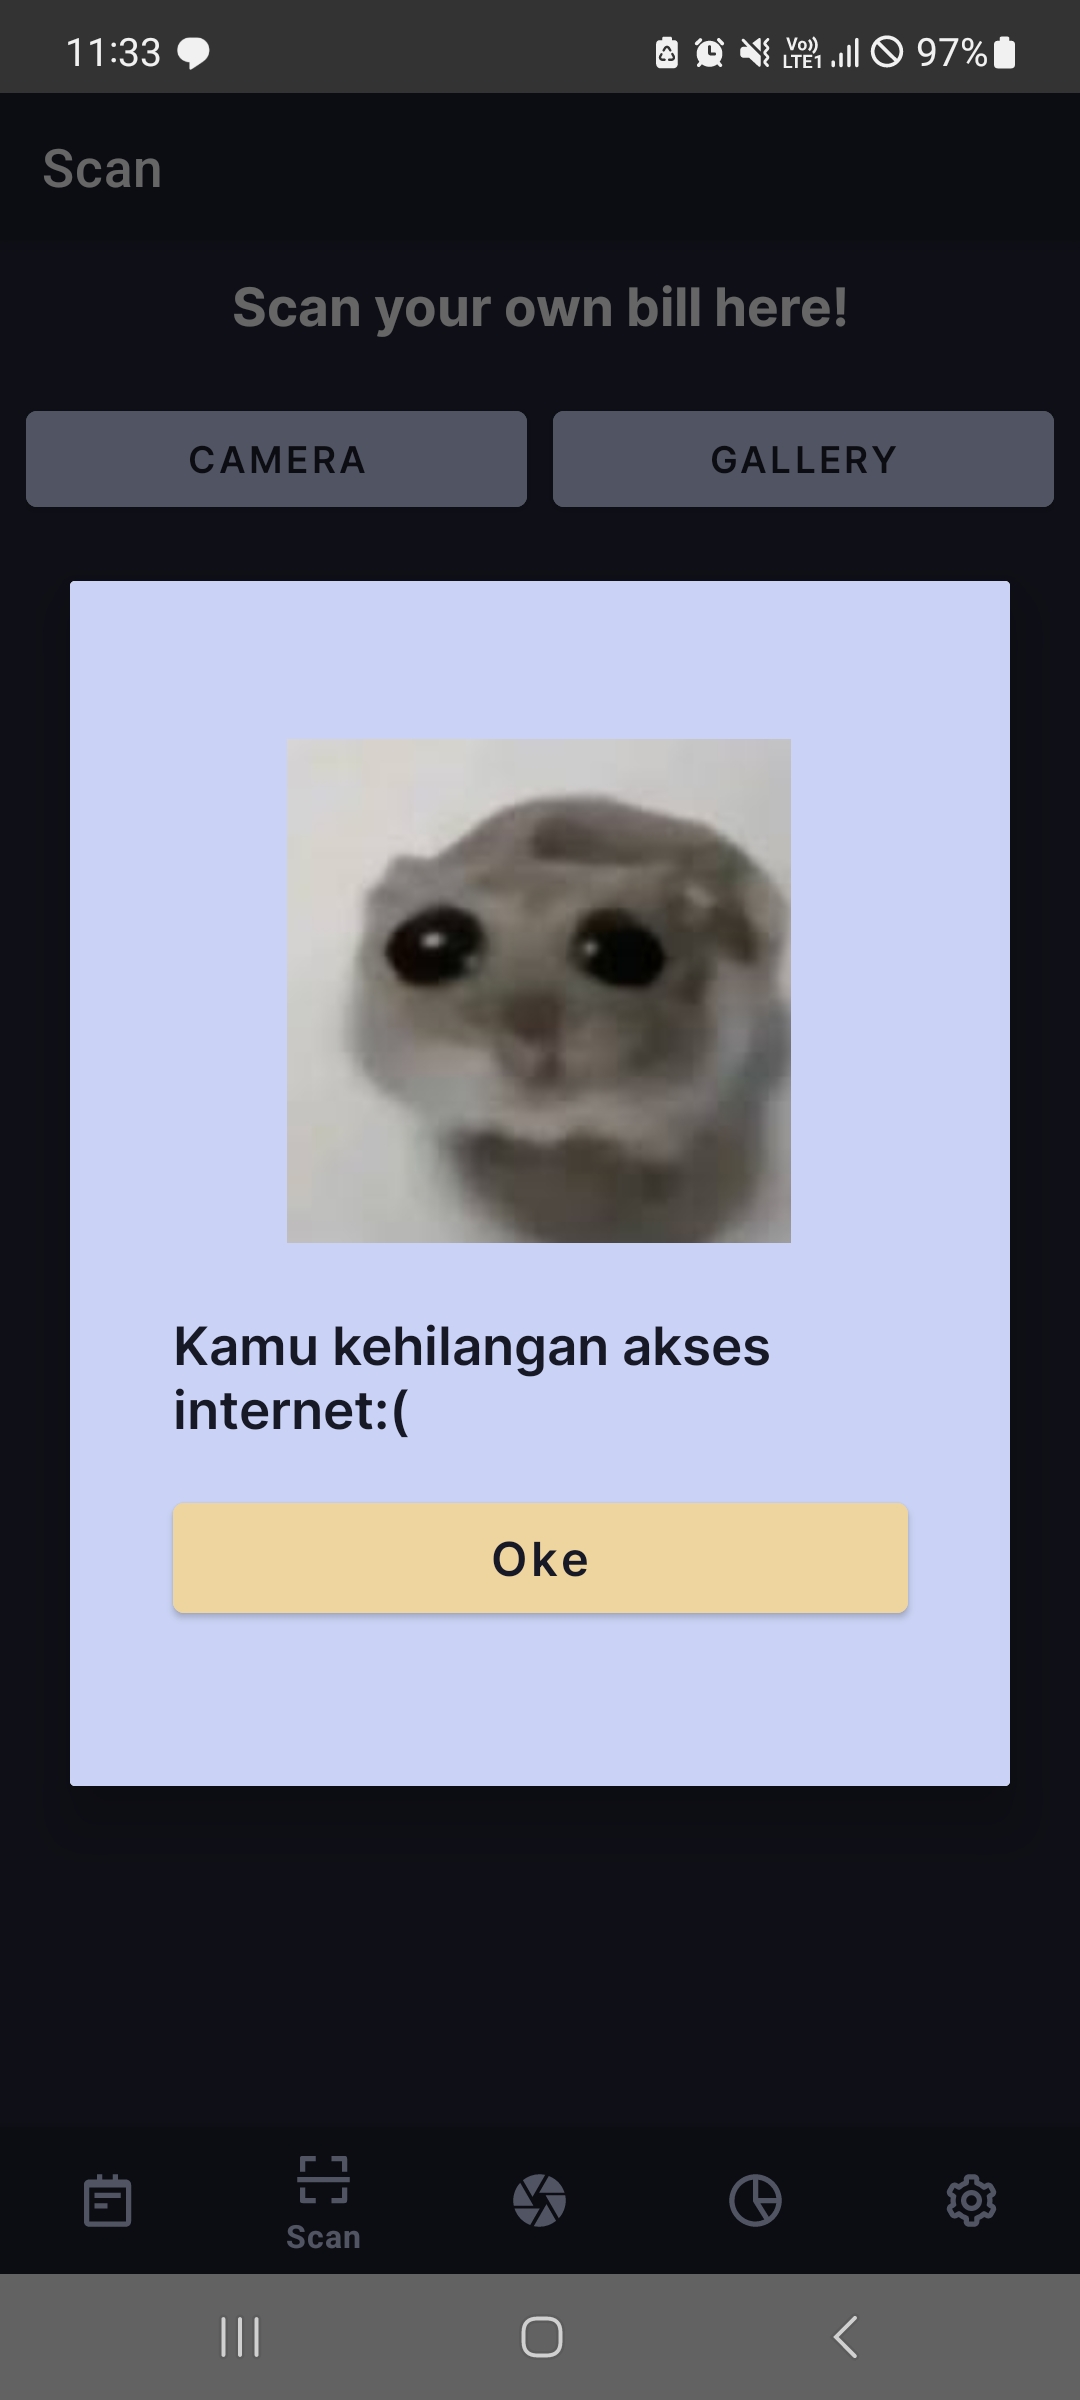 11:33
Vo)) LTE1 97%
Scan
Scan your own bill here!
CAMERA
GALLERY
Kamu kehilangan akses
internet:(
Oke
Scan